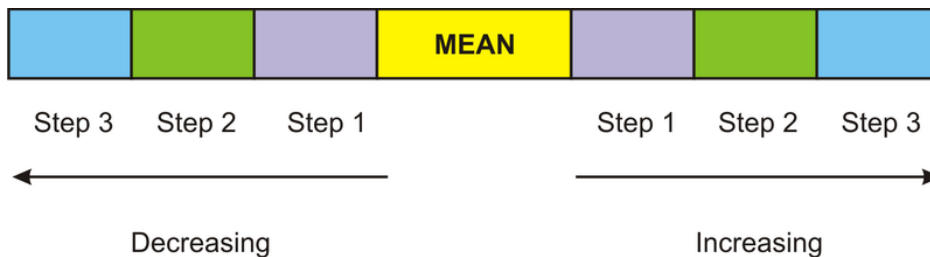 MEAN
Step 3 Step 2 Step 1 Step 1 Step 2 Step 3
Decreasing Increasing